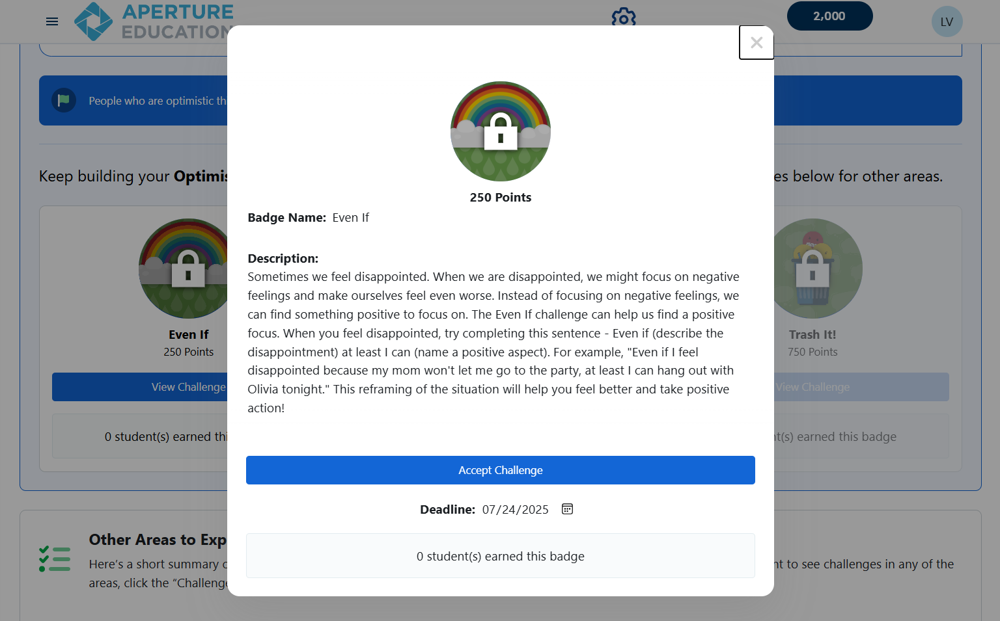 APERTURE
EDUCATION
2,000
LV
People who are optimistic th
Keep building your Optimis
es below for other areas.
250 Points
Badge Name: Even If
Description:
Sometimes we feel disappointed. When we are disappointed, we might focus on negative
feelings and make ourselves feel even worse. Instead of focusing on negative feelings, we
can find something positive to focus on. The Even If challenge can help us find a positive
focus. When you feel disappointed, try completing this sentence - Even if (describe the
disappointment) at least I can (name a positive aspect). For example, "Even if I feel
disappointed because my mom won't let me go to the party, at least I can hang out with
Olivia tonight." This reframing of the situation will help you feel better and take positive
action!
Accept Challenge
Deadline: 07/24/2025
0 student(s) earned this badge
Even If
250 Points
View Challenge
0 student(s) earned thi
Trash It!
750 Points
View Challenge
t(s) earned this badge
Other Areas to Exp
Here’s a short summary o
nt to see challenges in any of the
areas, click the “Challenge